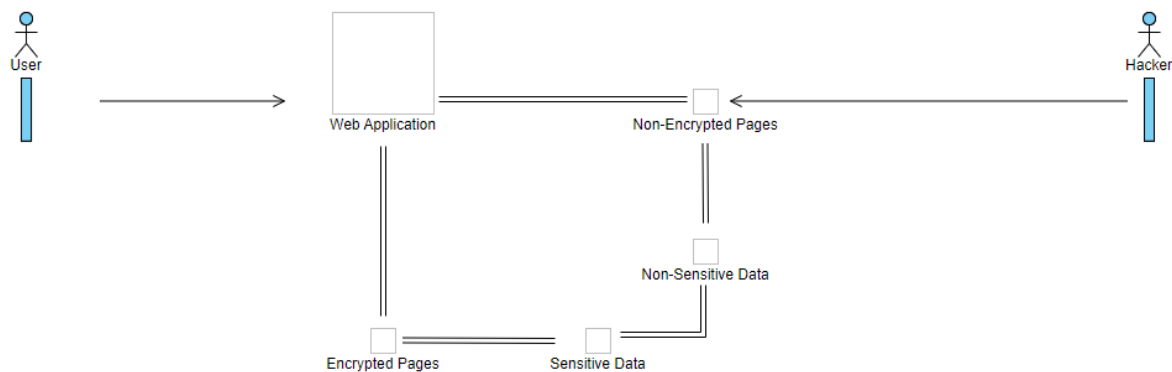 User
Hacker
Web Application
Non-Encrypted Pages
Non-Sensitive Data
Encrypted Pages
Sensitive Data